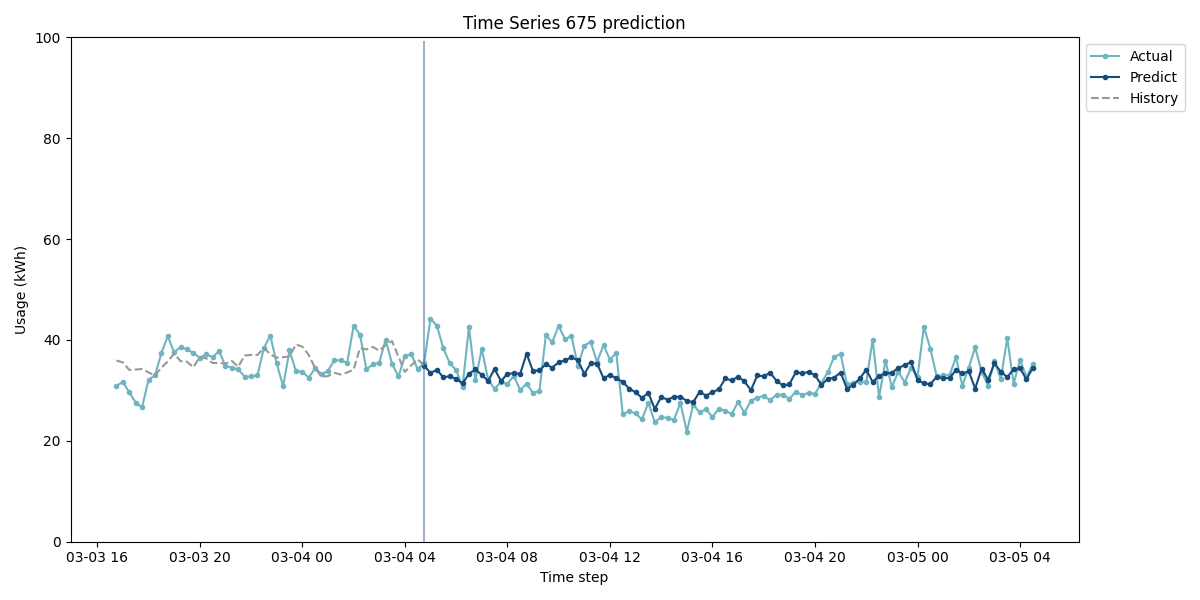 Time Series 675 prediction
Usage (kWh)
100
80
60
40
20
0
03-03 16
03-03 20
03-04 00
03-04 04
03-04 08
03-04 12
03-04 16
03-04 20
03-05 00
03-05 04
Time step
Actual
Predict
History